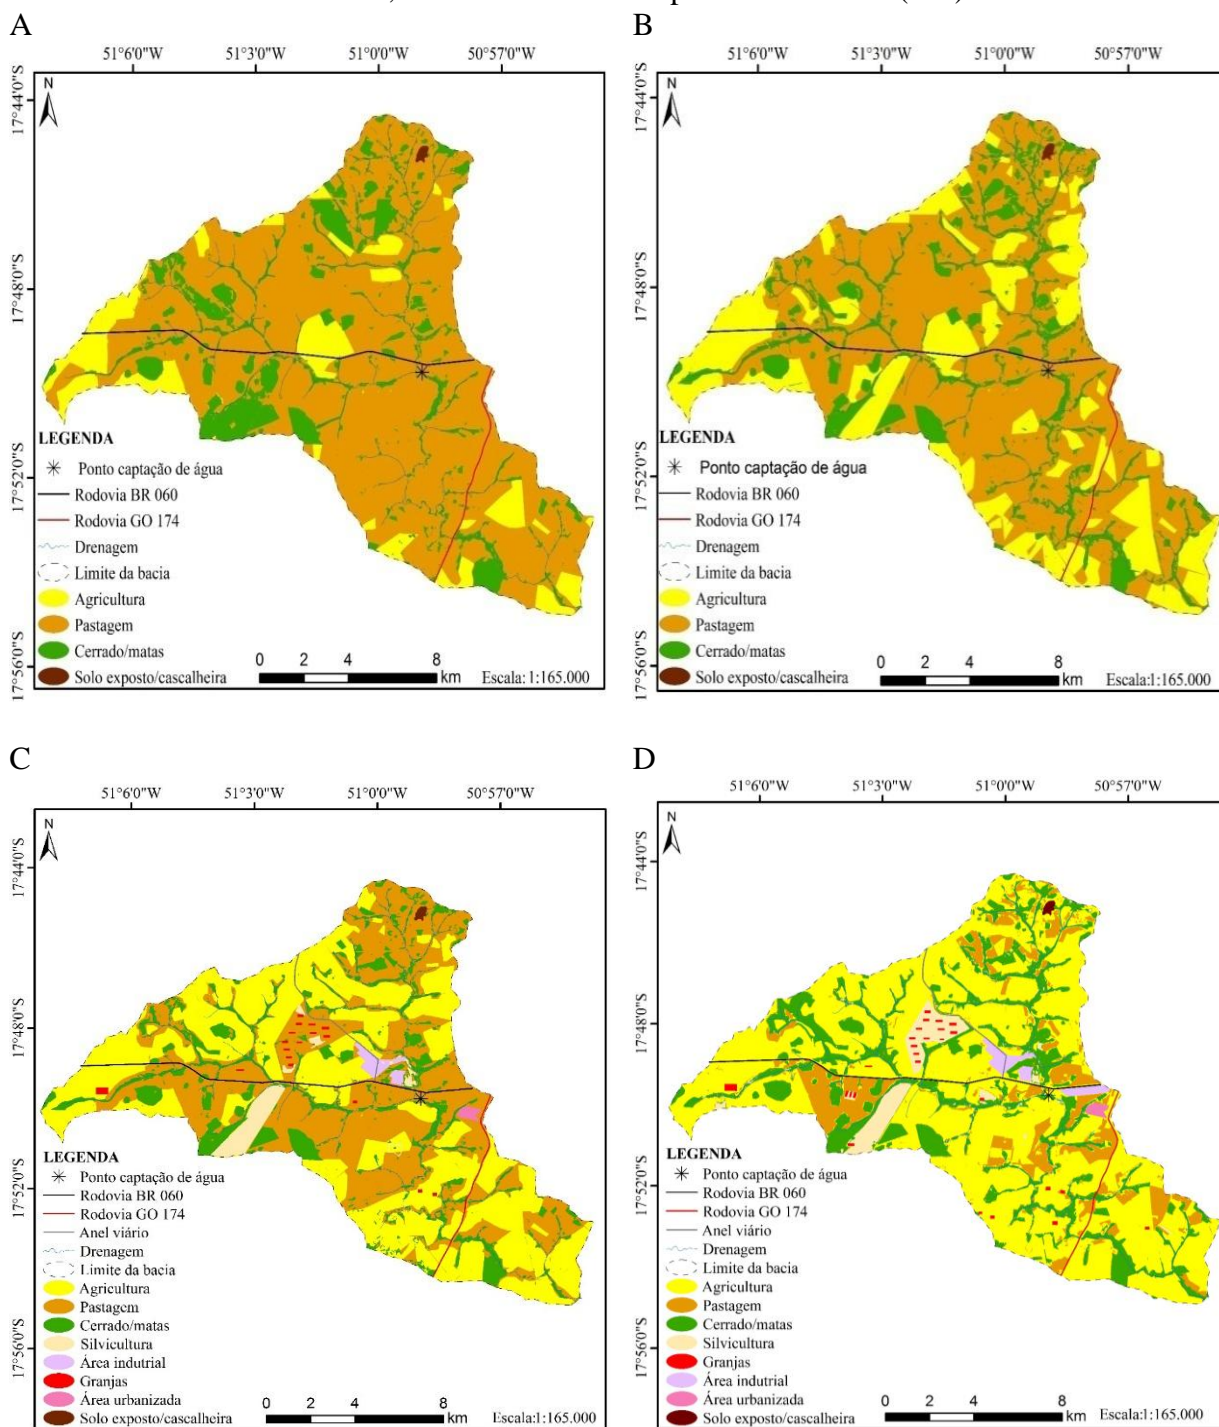 A
B
51°6'0"W 51°3'0"W 51°00'W 50°57'0"W
N
17°44'0"S
17°48'0"S
17°52'0"S
17°56'0"S
LEGENDA
Ponto captação de água
Rodovia BR 060
Rodovia GO 174
Drenagem
Limite da bacia
Agricultura
Pastagem
Cerrado/matas
Solo exposto/cascalheira
0 2 4 8
km
Escala:1:165.000
51°6'0"W 51°3'0"W 51°00'W 50°57'0"W
N
17°44'0"S
17°48'0"S
17°52'0"S
17°56'0"S
LEGENDA
Ponto captação de água
Rodovia BR 060
Rodovia GO 174
Drenagem
Limite da bacia
Agricultura
Pastagem
Cerrado/matas
Solo exposto/cascalheira
0 2 4 8
km
Escala:1:165.000
C
D
51°6'0"W 51°3'0"W 51°00'W 50°57'0"W
N
17°44'0"S
17°48'0"S
17°52'0"S
17°56'0"S
LEGENDA
Ponto captação de água
Rodovia BR 060
Rodovia GO 174
Anel viário
Drenagem
Limite da bacia
Agricultura
Pastagem
Cerrado/matas
Silvicultura
Área indutrial
Granjas
Área urbanizada
Solo exposto/cascalheira
0 2 4 8
km
Escala:1:165.000
51°6'0"W 51°3'0"W 51°00'W 50°57'0"W
N
17°44'0"S
17°48'0"S
17°52'0"S
17°56'0"S
LEGENDA
Ponto captação de água
Rodovia BR 060
Rodovia GO 174
Anel viário
Drenagem
Limite da bacia
Agricultura
Pastagem
Cerrado/matas
Silvicultura
Granjas
Área indutrial
Área urbanizada
Solo exposto/cascalheira
0 2 4 8
km
Escala:1:165.000